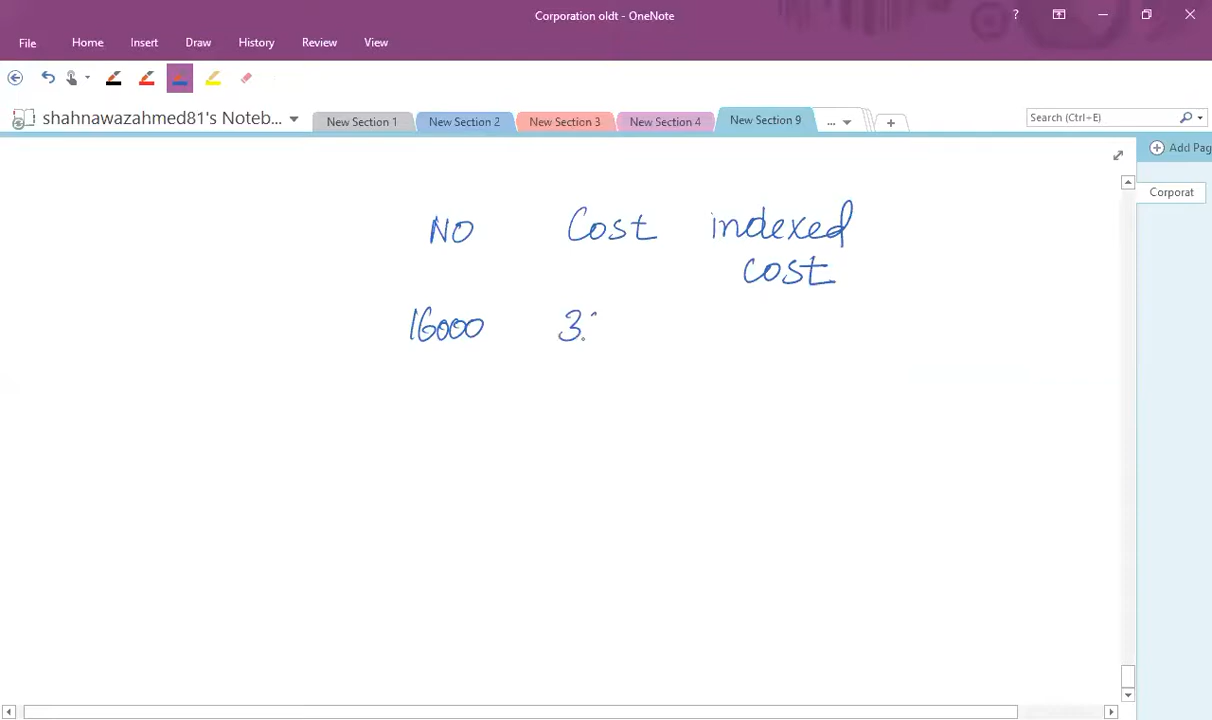 Corporation oldt - OneNote
?
File Home Insert Draw History Review View
shahnawazahmed81's Noteb... New Section 1 New Section 2 New Section 3 New Section 4 New Section 9 ... + Search (Ctrl+E)
Add Pag
Corporat
NO Cost indexed
cost
16000 3